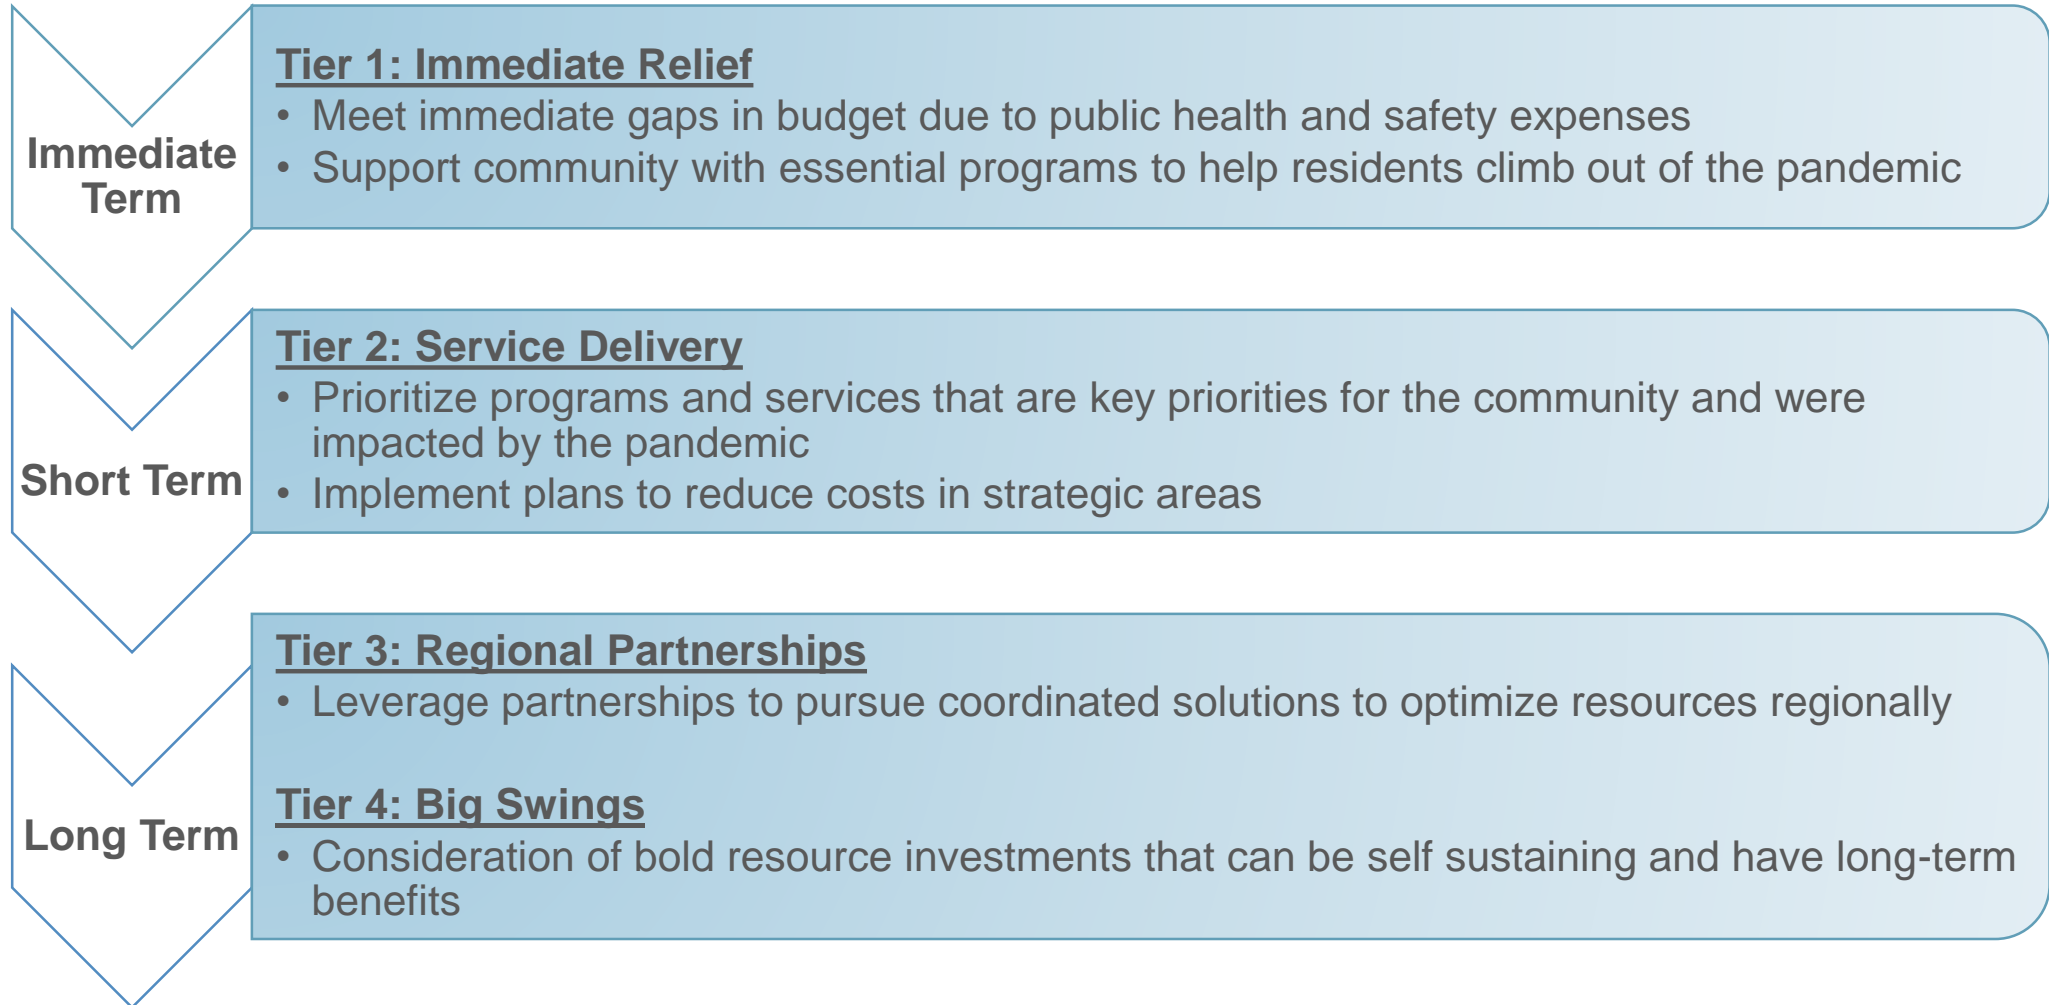 Immediate
Term
Tier 1: Immediate Relief
• Meet immediate gaps in budget due to public health and safety expenses
• Support community with essential programs to help residents climb out of the pandemic
Short Term
Tier 2: Service Delivery
• Prioritize programs and services that are key priorities for the community and were
impacted by the pandemic
• Implement plans to reduce costs in strategic areas
Long Term
Tier 3: Regional Partnerships
• Leverage partnerships to pursue coordinated solutions to optimize resources regionally
Tier 4: Big Swings
• Consideration of bold resource investments that can be self sustaining and have long-term
benefits